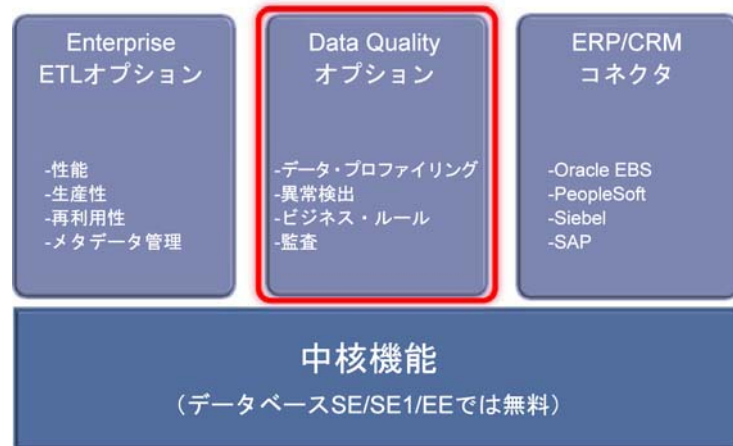 Enterprise
ETLオプション
-性能
-生産性
-再利用性
-メタデータ管理
Data Quality
オプション
-データ・プロファイリング
-異常検出
-ビジネス・ルール
-監査
ERP/CRM
コネクタ
-Oracle EBS
-PeopleSoft
-Siebel
-SAP
中核機能
（データベースSE/SE1/EEでは無料）